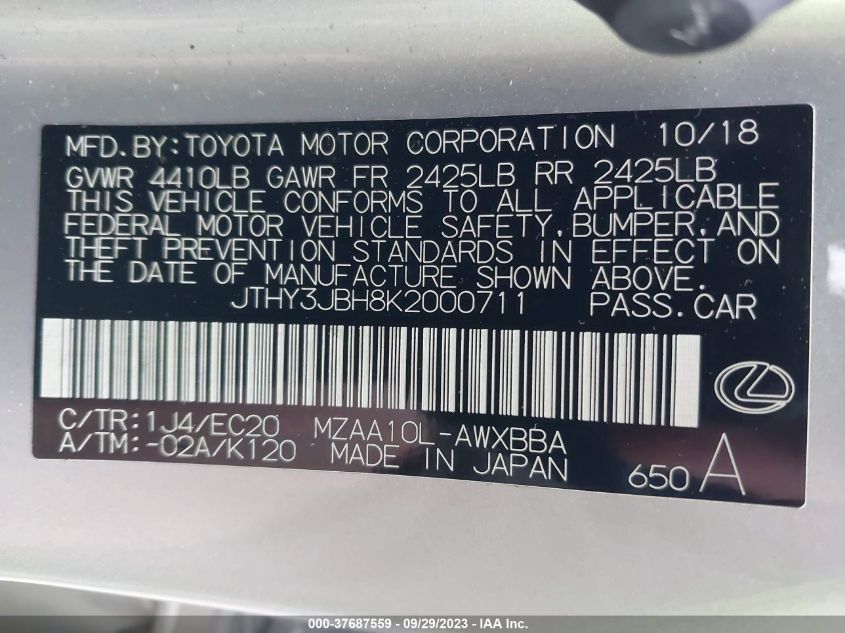 MFD.BY:TOYOTA MOTOR CORPORATION 10/18
GVWR 4410LB GAWR FR 2425LB RR 2425LB
THIS VEHICLE CONFORMS TO ALL APPLICABLE
FEDERAL MOTOR VEHICLE SAFETY,BUMPER,AND
THEFT PREVENTION STANDARDS IN EFFECT ON
THE DATE OF MANUFACTURE SHOWN ABOVE.
JTHY3JBH8K2000711 PASS.CAR
C/TR:1J4/EC20 MZAA10L-AWXBBA
A/TM:-02A/K120 MADE IN JAPAN 650A
000-37687559 - 09/29/2023 - IAA Inc.